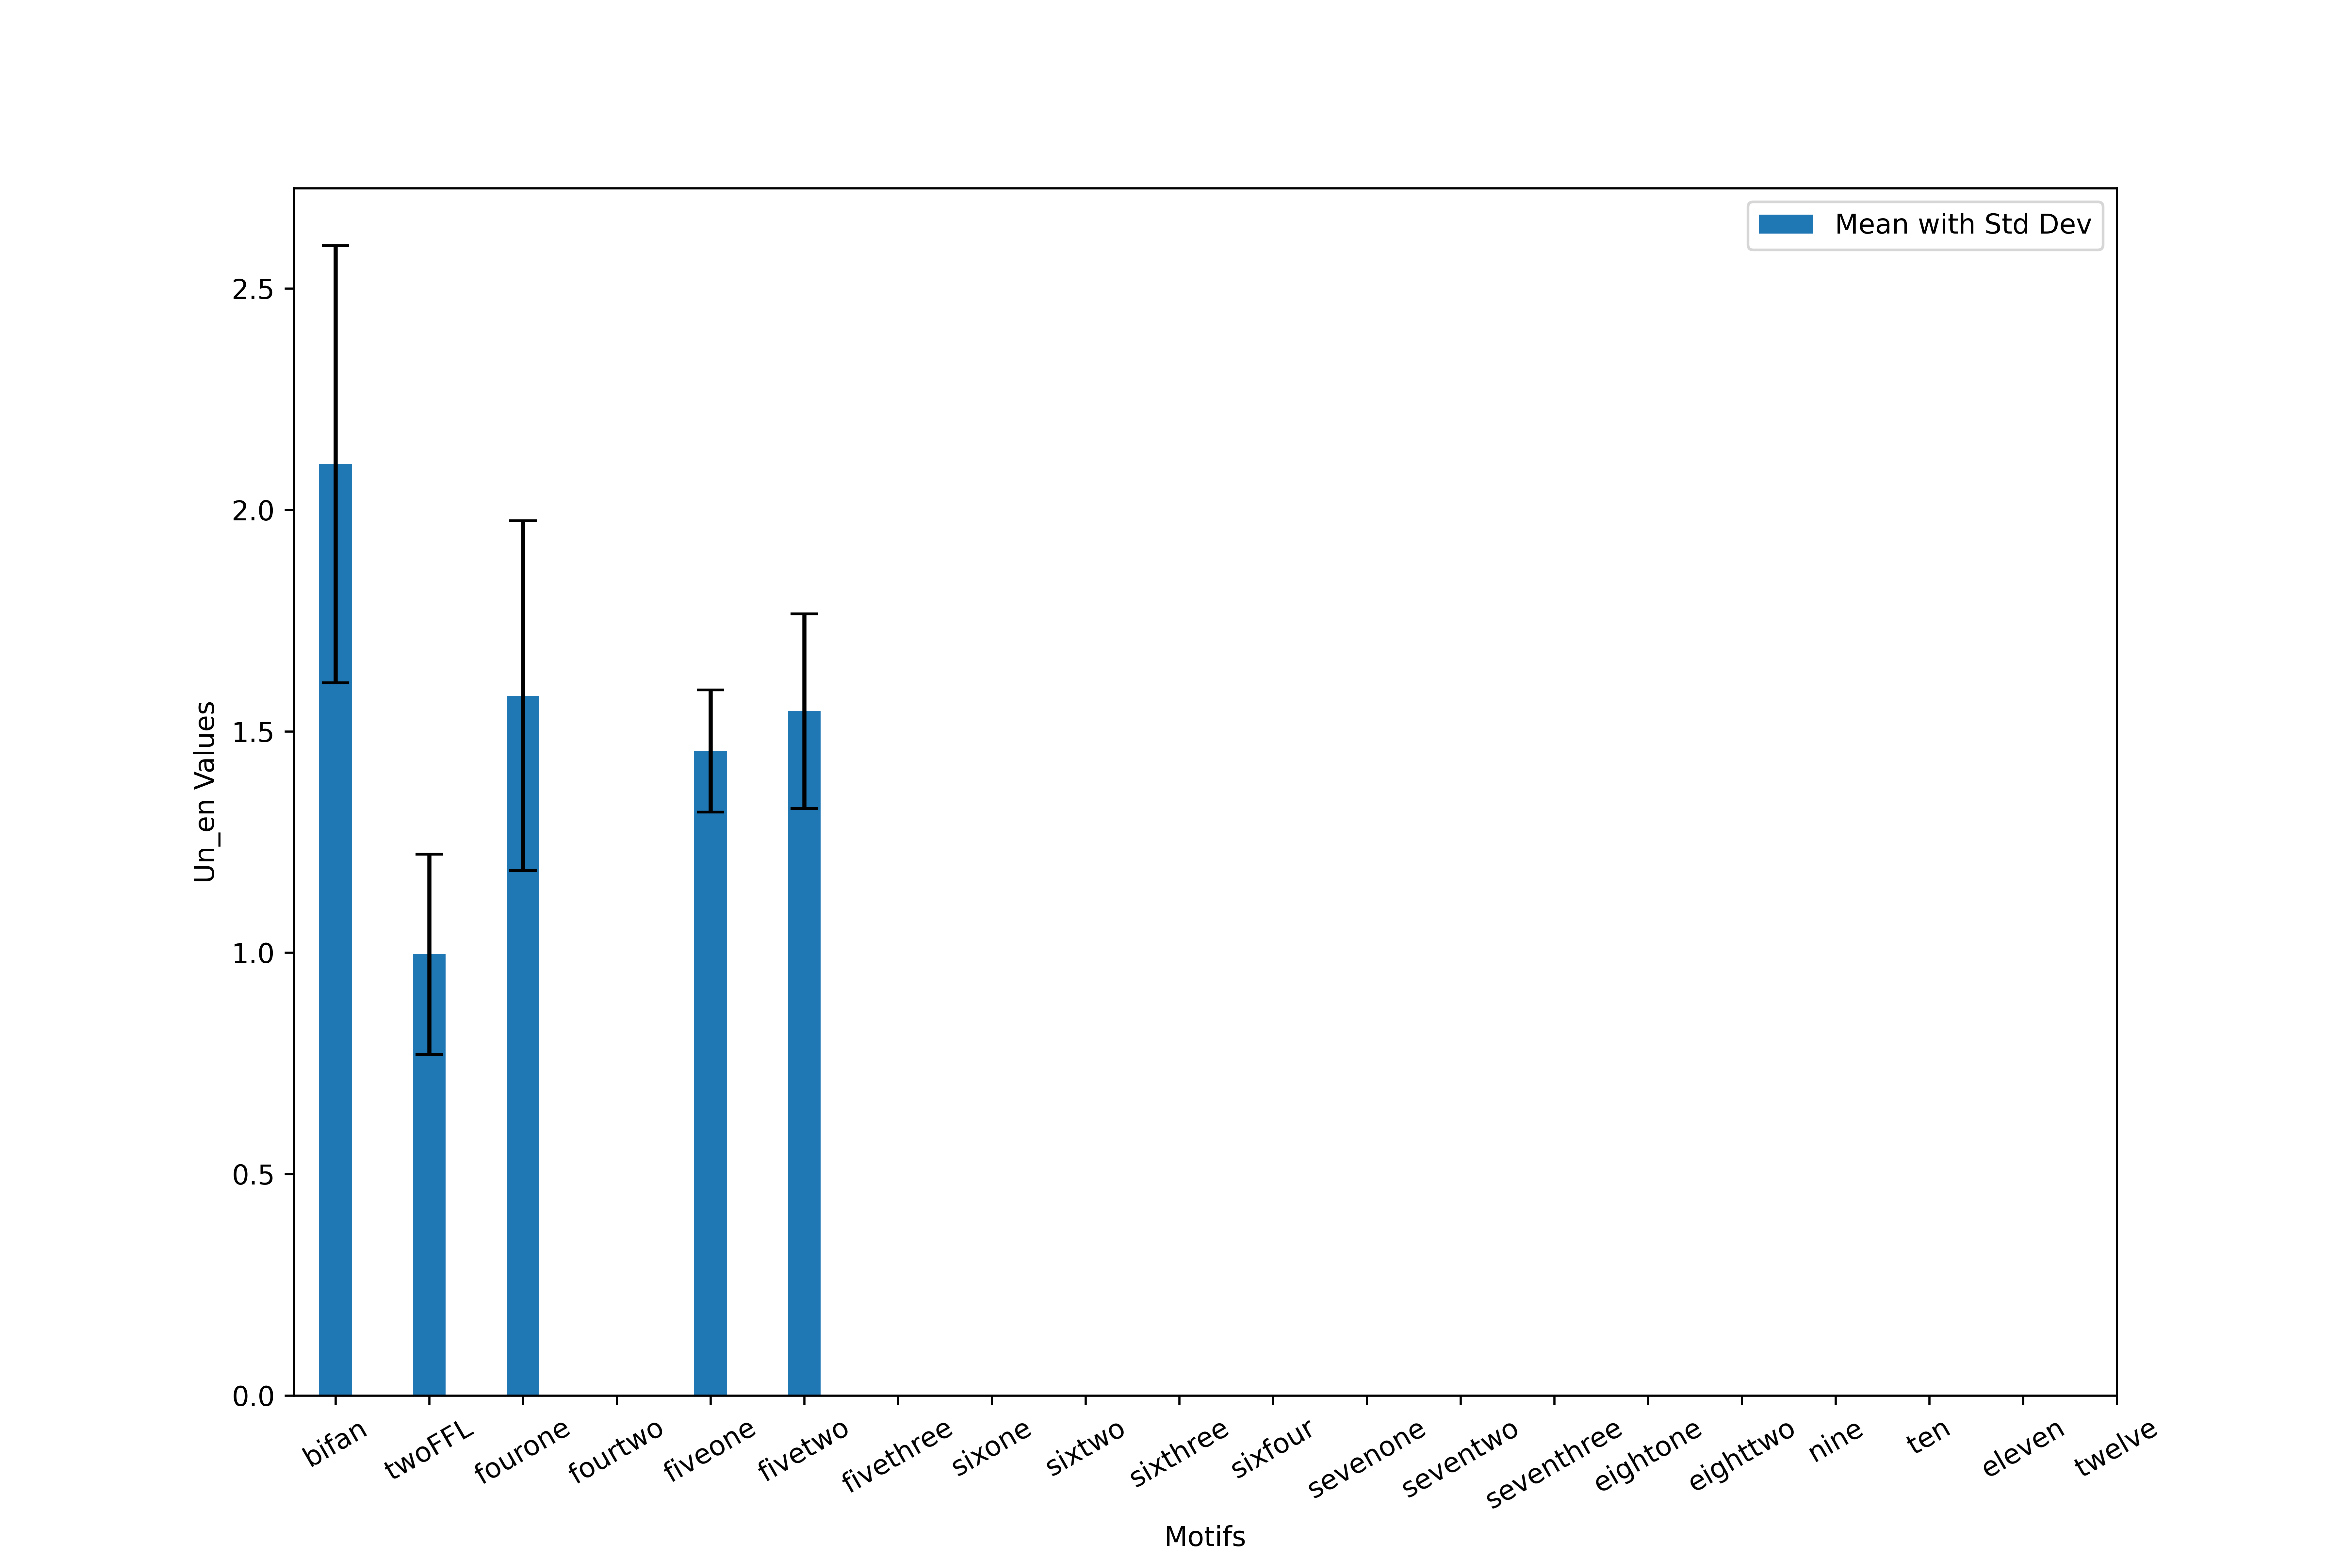 Mean with Std Dev
Un_en Values
2.5
2.0
1.5
1.0
0.5
0.0
bifan
twoFFL
fourone
fourtwo
fiveone
fivetwo
fivethree
sixone
sixtwo
sixthree
sixfour
sevenone
seventwo
seventhree
eightone
eighttwo
nine
ten
eleven
twelve
Motifs